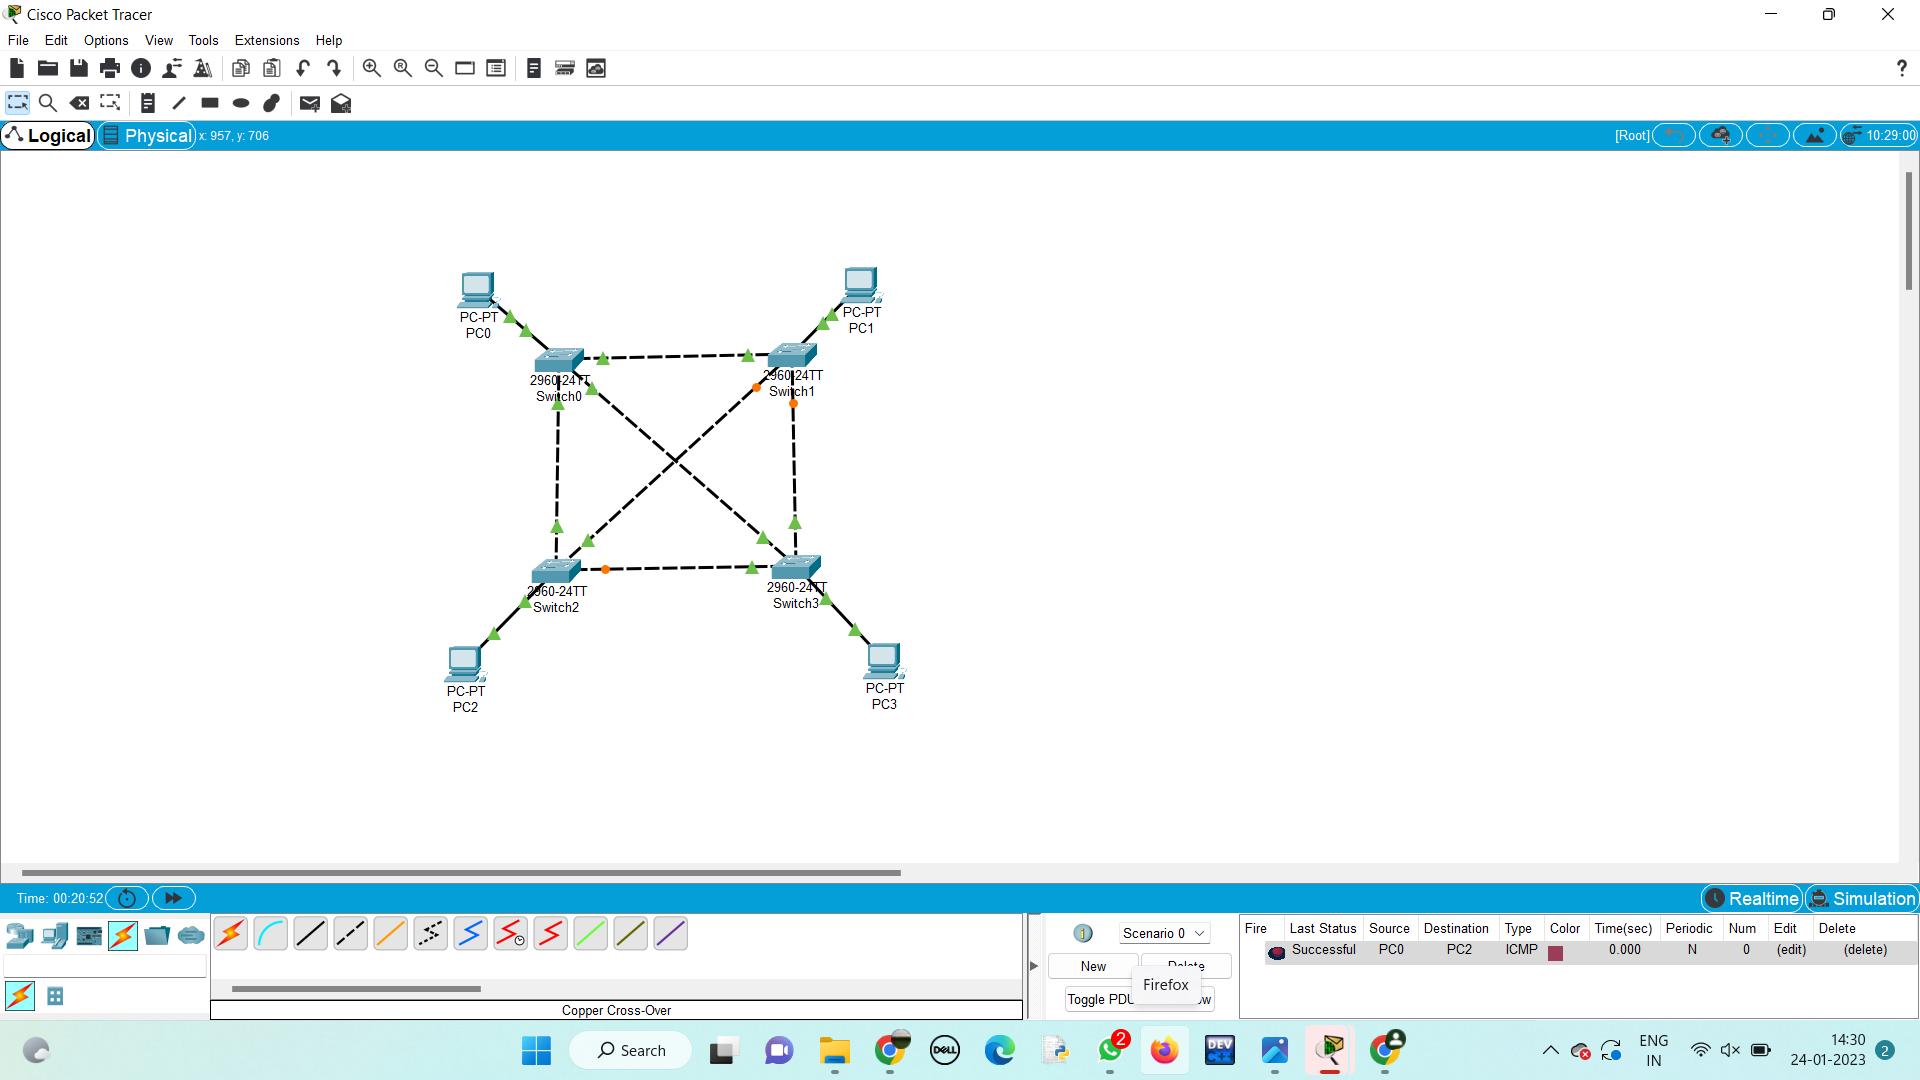 Cisco Packet Tracer
File Edit Options View Tools Extensions Help
Logical Physical x: 957, y: 706 [Root] 10:29:00
PC-PT
PC0
PC-PT
PC1
2960-24TT
Switch0
2960-24TT
Switch1
2960-24TT
Switch2
2960-24TT
Switch3
PC-PT
PC2
PC-PT
PC3
Time: 00:20:52 Realtime Simulation
Scenario 0
New Delete
Toggle PDU
Firefox
Fire Last Status Source Destination Type Color Time(sec) Periodic Num Edit Delete
Successful PC0 PC2 ICMP 0.000 N 0 (edit) (delete)
Copper Cross-Over
Search
DELL
2
DEV
C++
ENG
IN
14:30
24-01-2023
2